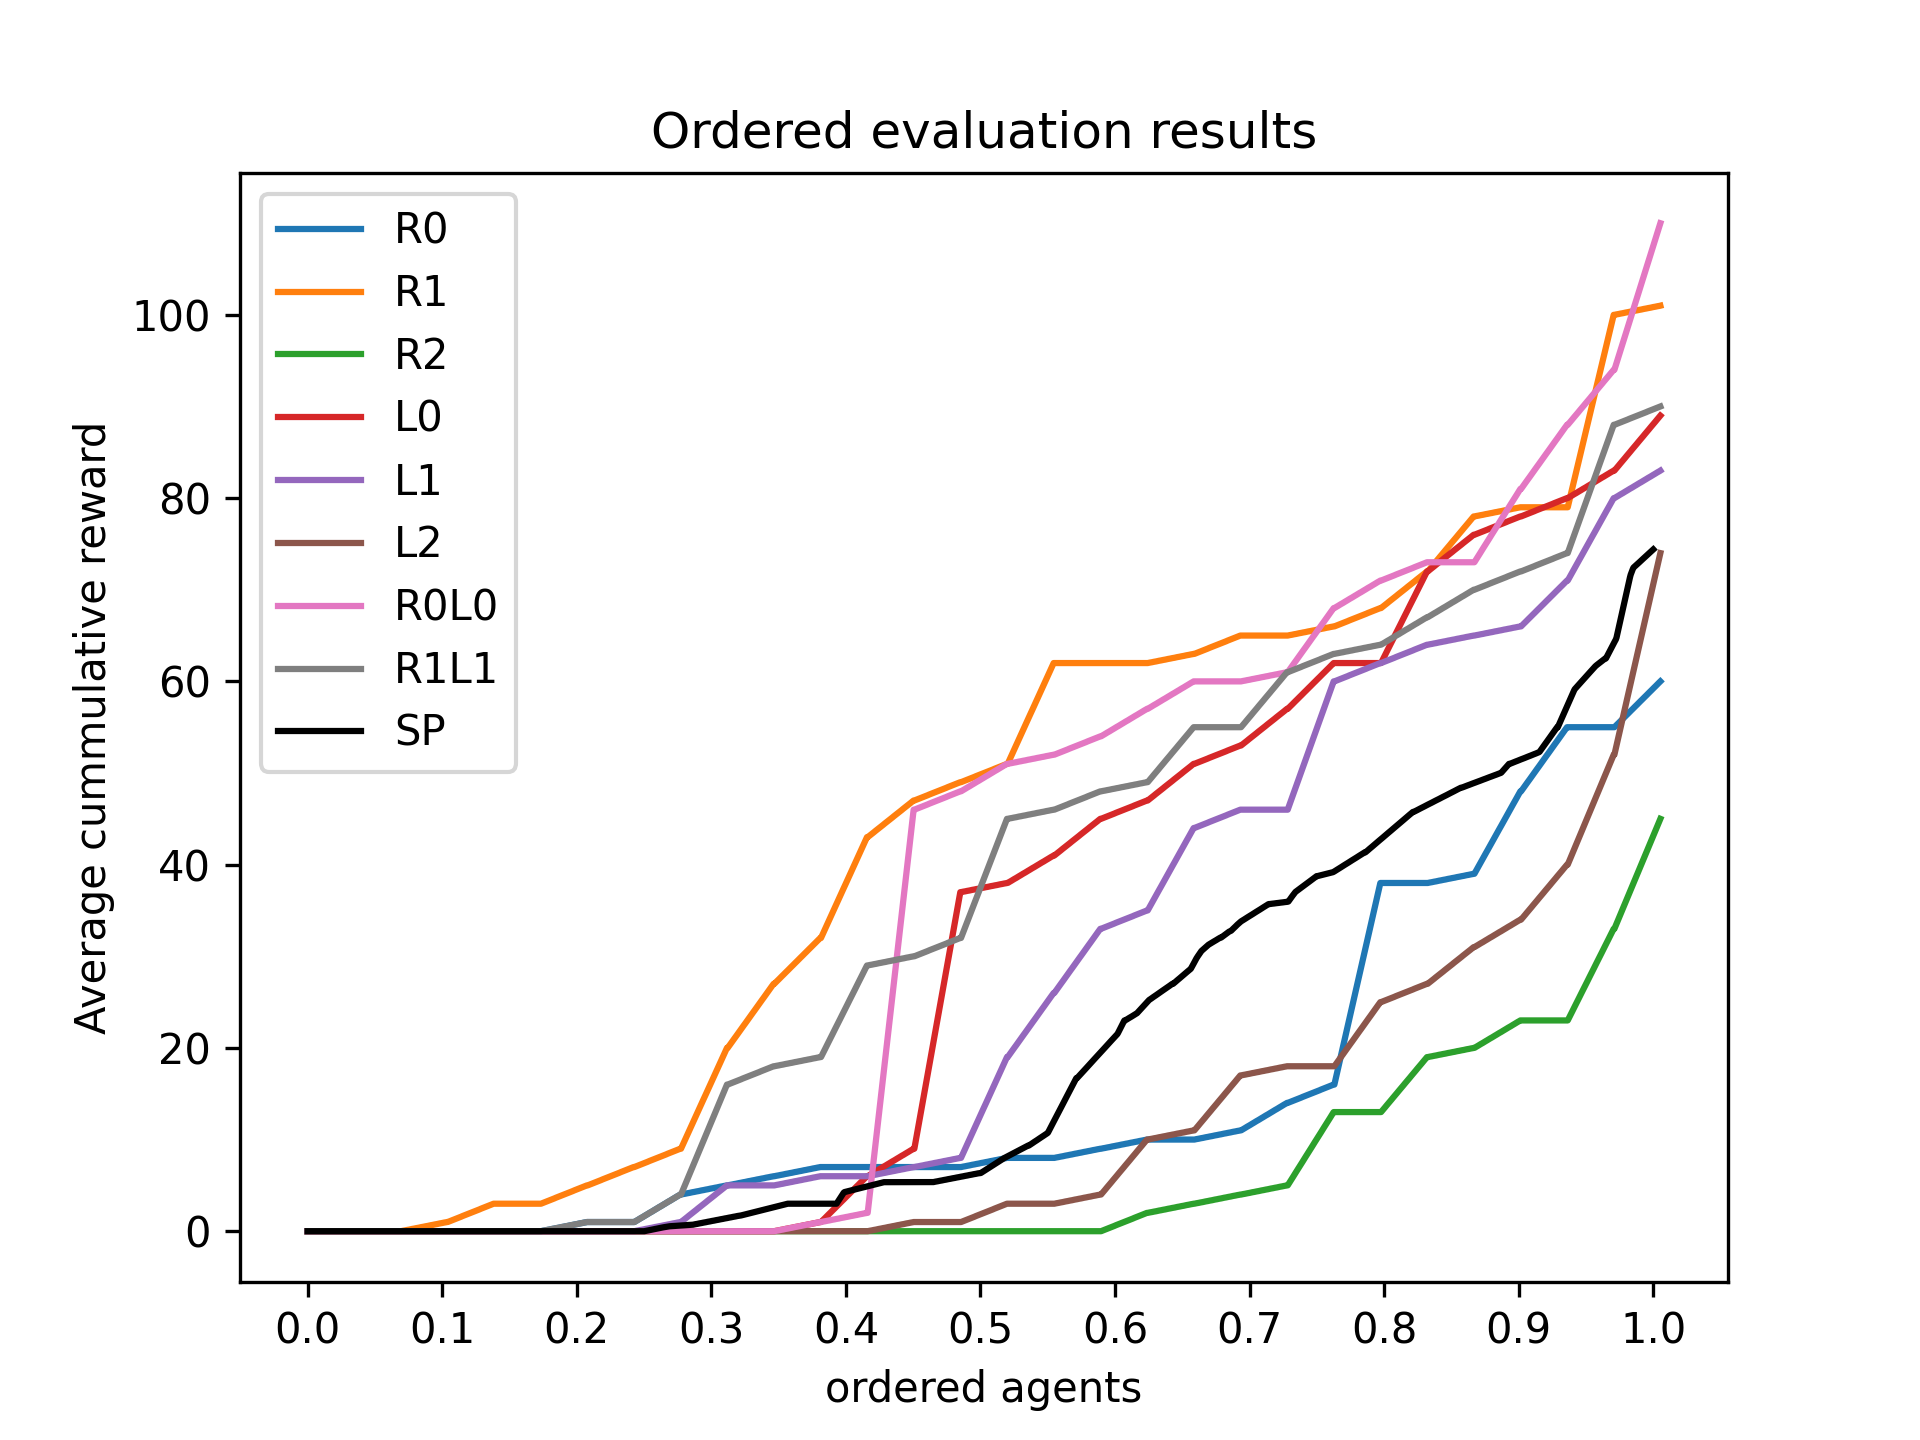 Ordered evaluation results
R0
R1
R2
L0
L1
L2
R0L0
R1L1
SP
Average cummulative reward
100
80
60
40
20
0
0.0 0.1 0.2 0.3 0.4 0.5 0.6 0.7 0.8 0.9 1.0
ordered agents